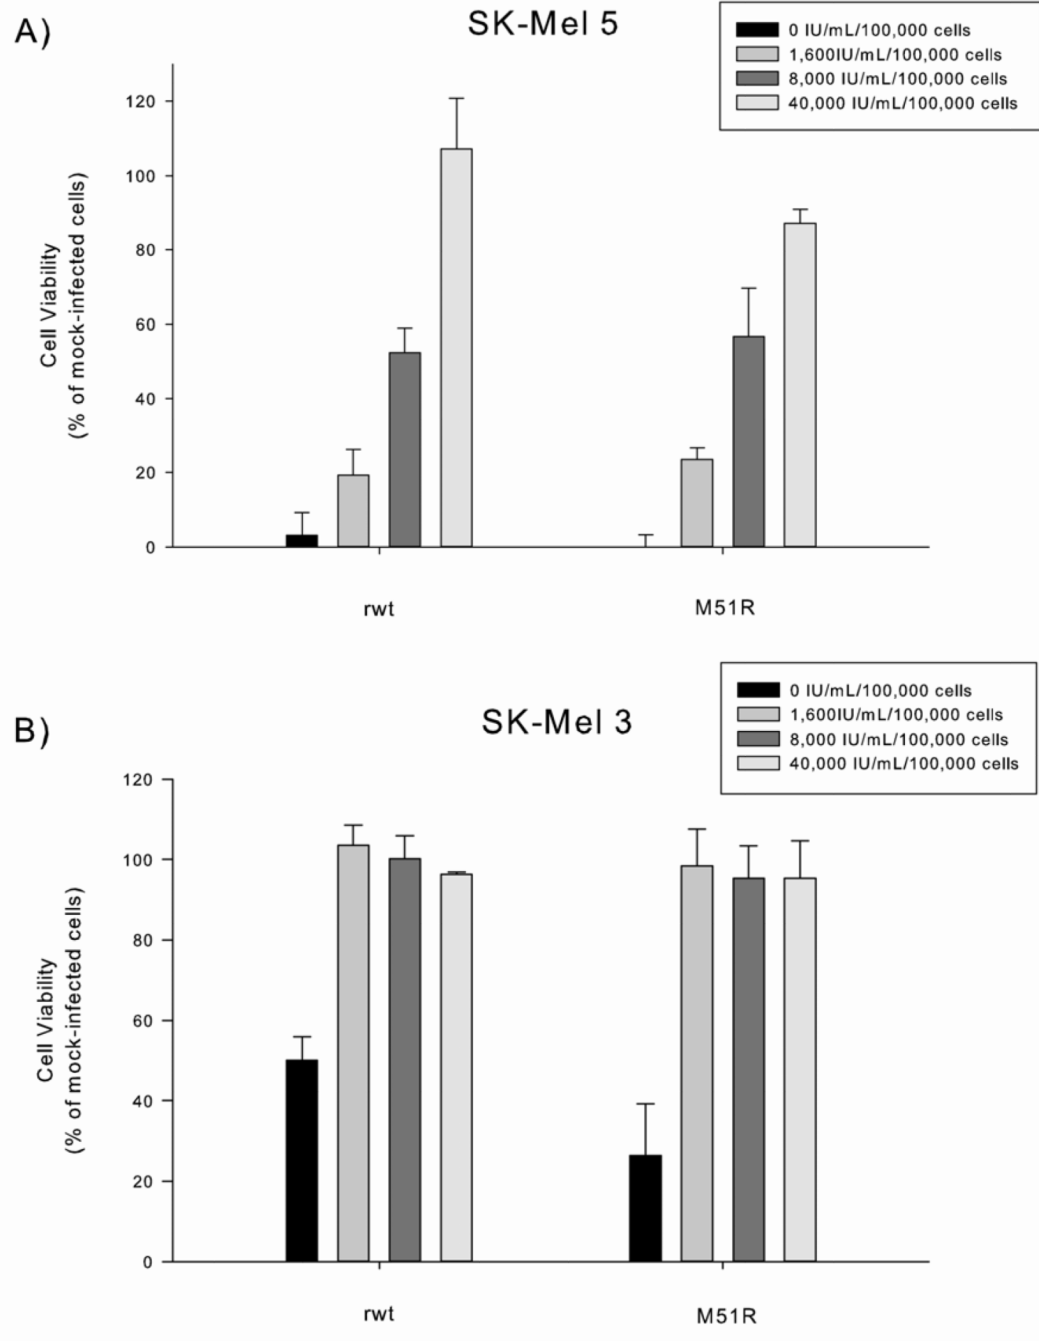 A)
SK-Mel 5
0 IU/mL/100,000 cells
1,600IU/mL/100,000 cells
8,000 IU/mL/100,000 cells
40,000 IU/mL/100,000 cells
Cell Viability
(% of mock-infected cells)
120
100
80
60
40
20
0
rwt
M51R
B)
SK-Mel 3
0 IU/mL/100,000 cells
1,600IU/mL/100,000 cells
8,000 IU/mL/100,000 cells
40,000 IU/mL/100,000 cells
Cell Viability
(% of mock-infected cells)
120
100
80
60
40
20
0
rwt
M51R